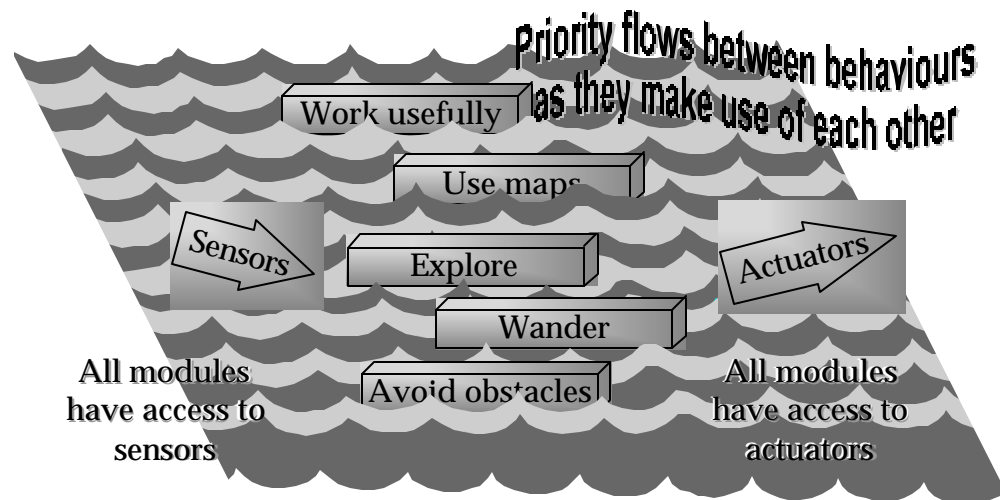 Priority flows between behaviours
as they make use of each other
Work usefully
Use maps
Sensors
Explore
Actuators
Wander
Avoid obstacles
All modules
have access to
sensors
All modules
have access to
actuators